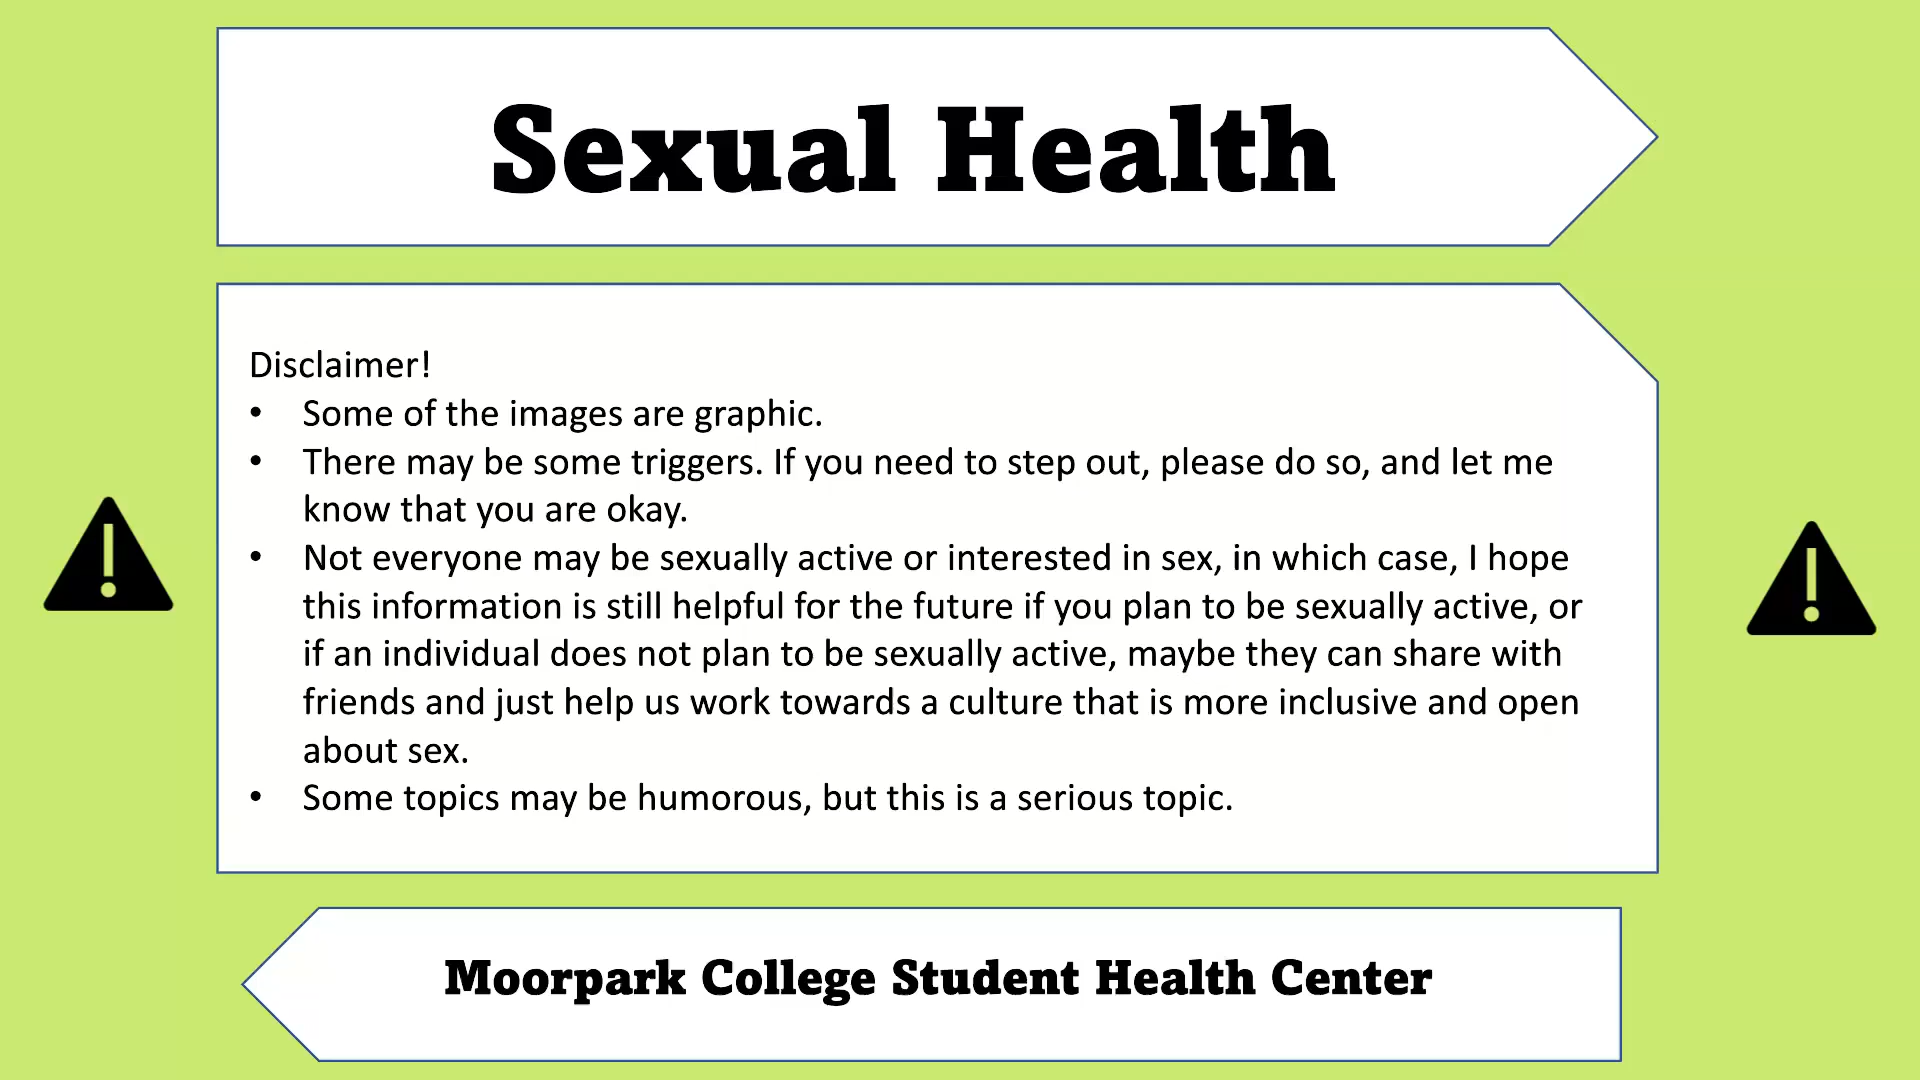 Sexual Health
Disclaimer!
• Some of the images are graphic.
• There may be some triggers. If you need to step out, please do so, and let me
know that you are okay.
• Not everyone may be sexually active or interested in sex, in which case, I hope
this information is still helpful for the future if you plan to be sexually active, or
if an individual does not plan to be sexually active, maybe they can share with
friends and just help us work towards a culture that is more inclusive and open
about sex.
• Some topics may be humorous, but this is a serious topic.
Moorpark College Student Health Center